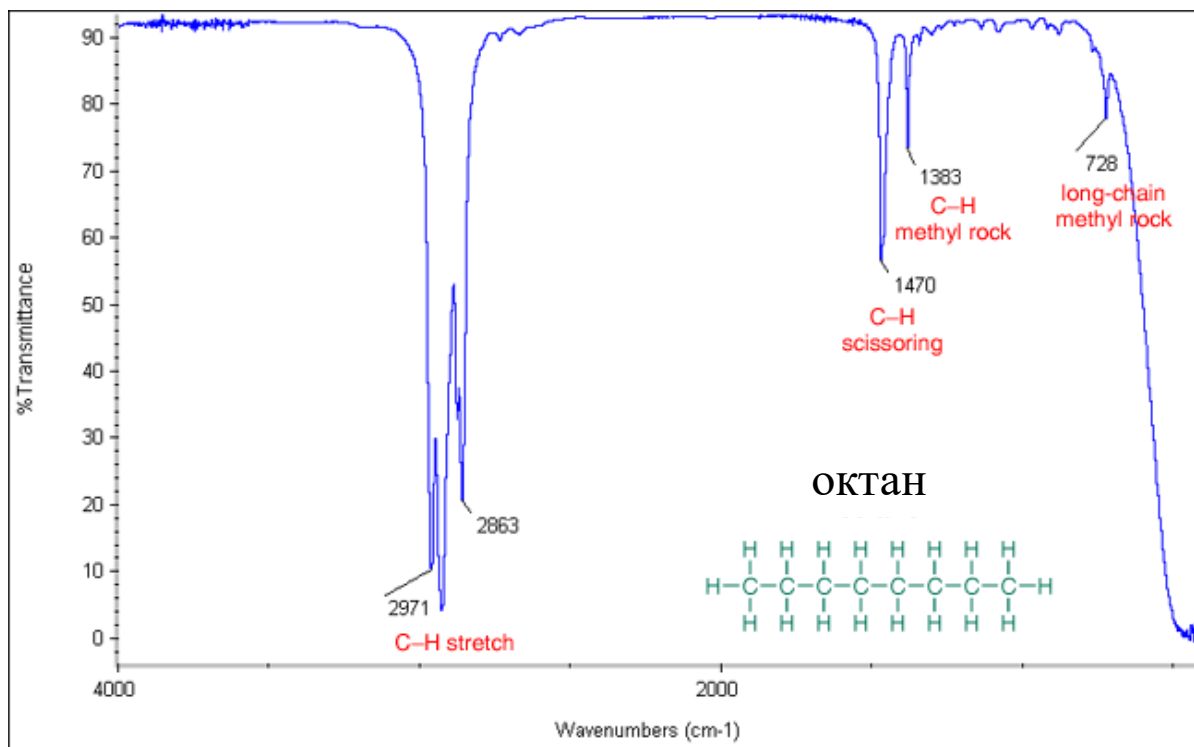 90
80
70
60
50
40
30
20
10
0
%Transmittance
4000
2000
Wavenumbers (cm-1)
2971
C–H stretch
2863
1470
C–H
scissoring
1383
C–H
methyl rock
728
long-chain
methyl rock
октан
H H H H H H H H
H–C–C–C–C–C–C–C–C–H
H H H H H H H H